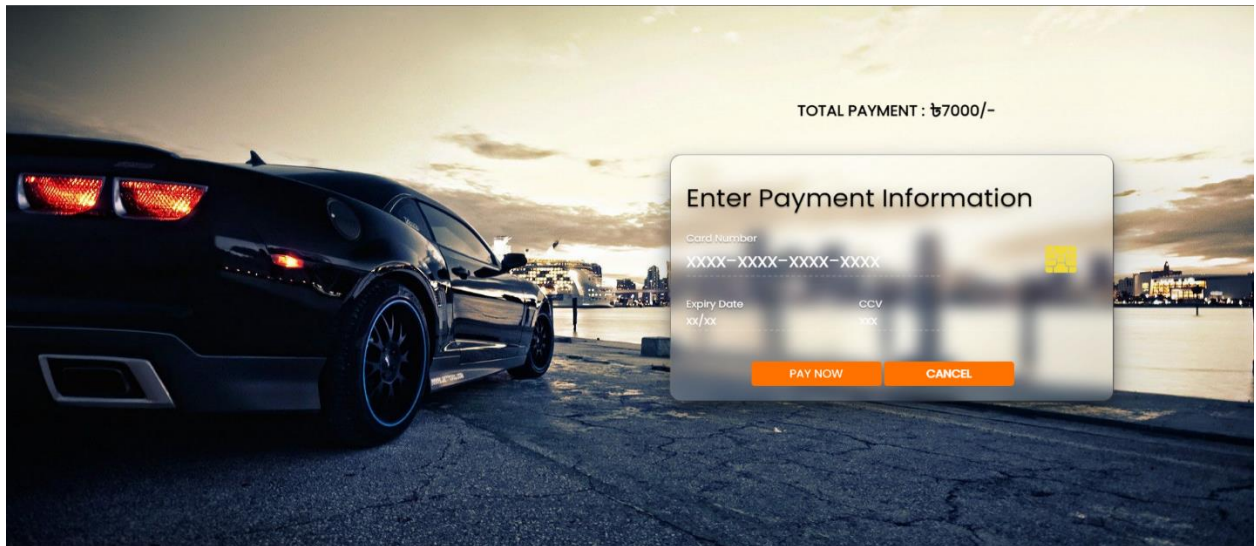 TOTAL PAYMENT : ৳7000/-
Enter Payment Information
Card Number
xxxx-xxxx-xxxx-xxxx
Expiry Date CCV
xx/xx xxx
PAY NOW CANCEL